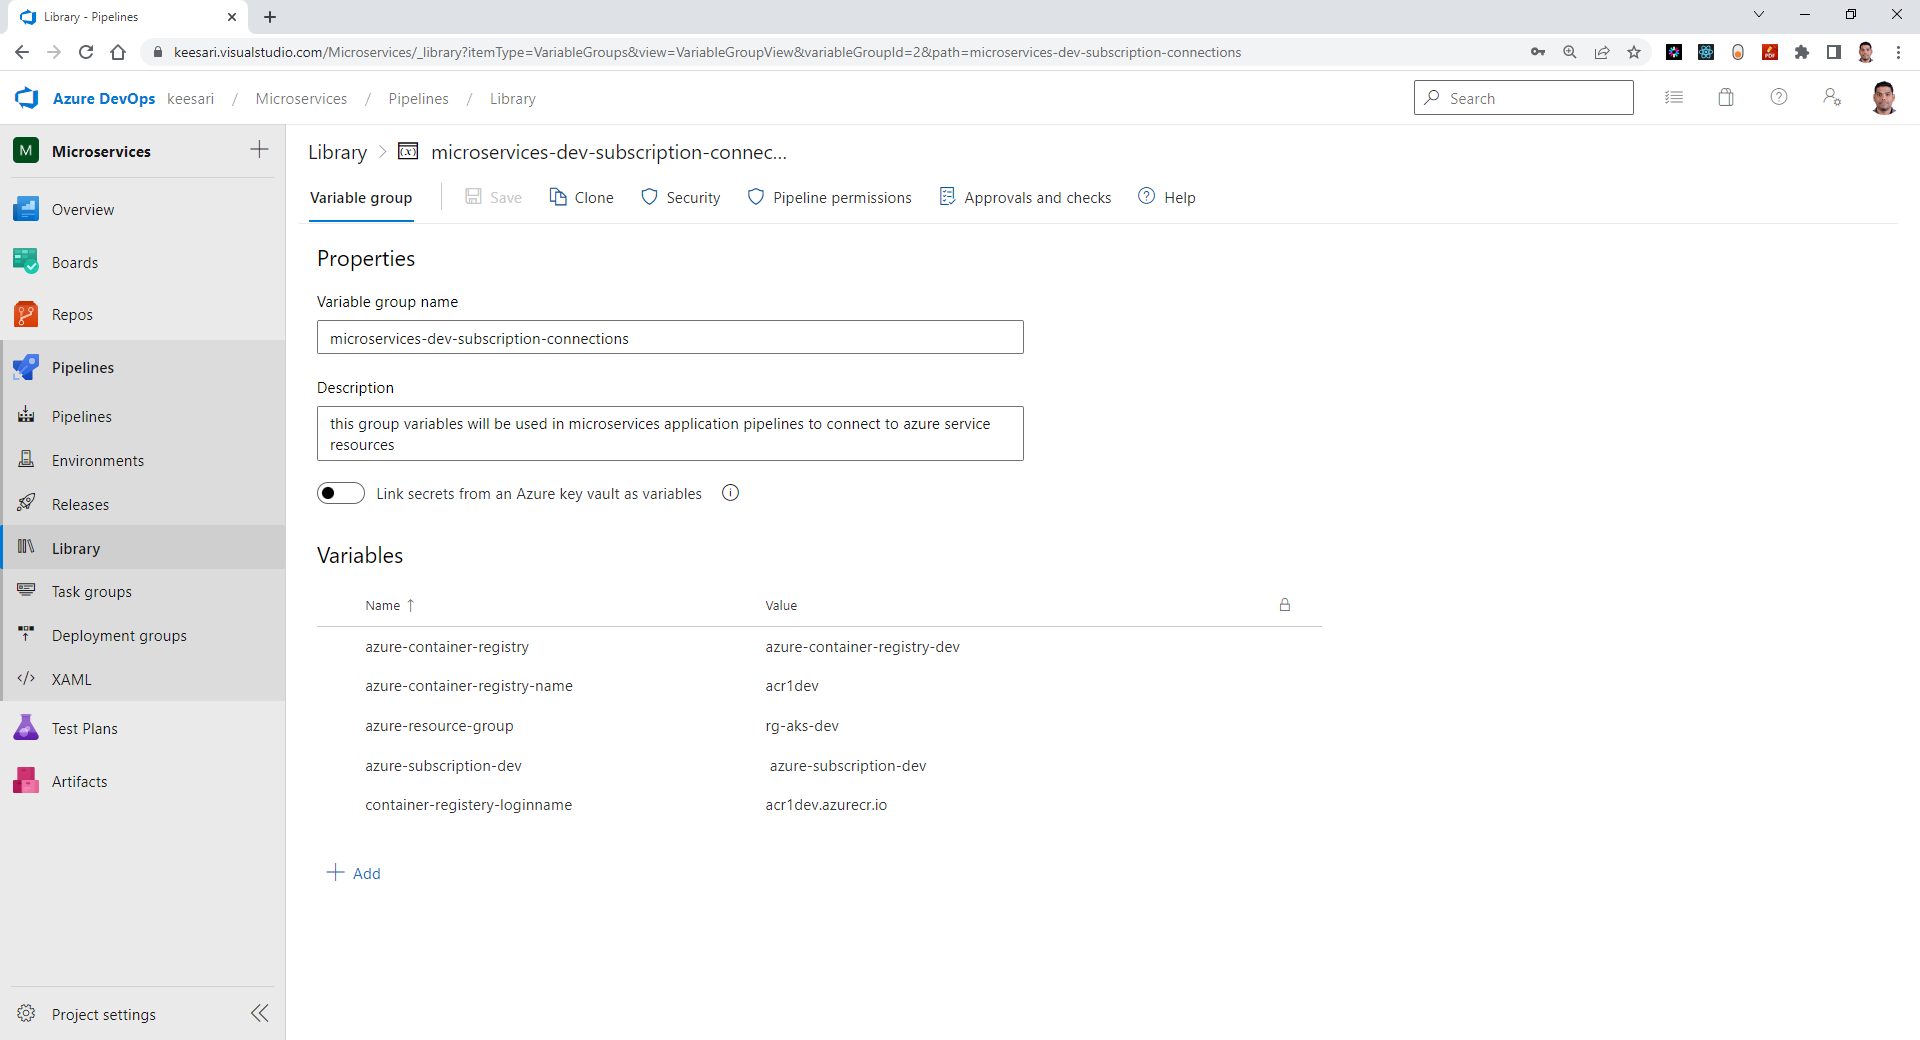 Library - Pipelines
keesari.visualstudio.com/Microservices/_library?itemType=VariableGroups&view=VariableGroupView&variableGroupId=2&path=microservices-dev-subscription-connections
Azure DevOps keesari / Microservices / Pipelines / Library
Search
M Microservices
Overview
Boards
Repos
Pipelines
Pipelines
Environments
Releases
Library
Task groups
Deployment groups
XAML
Test Plans
Artifacts
Project settings
Library > (x) microservices-dev-subscription-connec...
Variable group Save Clone Security Pipeline permissions Approvals and checks Help
Properties
Variable group name
microservices-dev-subscription-connections
Description
this group variables will be used in microservices application pipelines to connect to azure service
resources
Link secrets from an Azure key vault as variables
Variables
Name ↑ Value
azure-container-registry azure-container-registry-dev
azure-container-registry-name acr1dev
azure-resource-group rg-aks-dev
azure-subscription-dev azure-subscription-dev
container-registery-loginname acr1dev.azurecr.io
+ Add